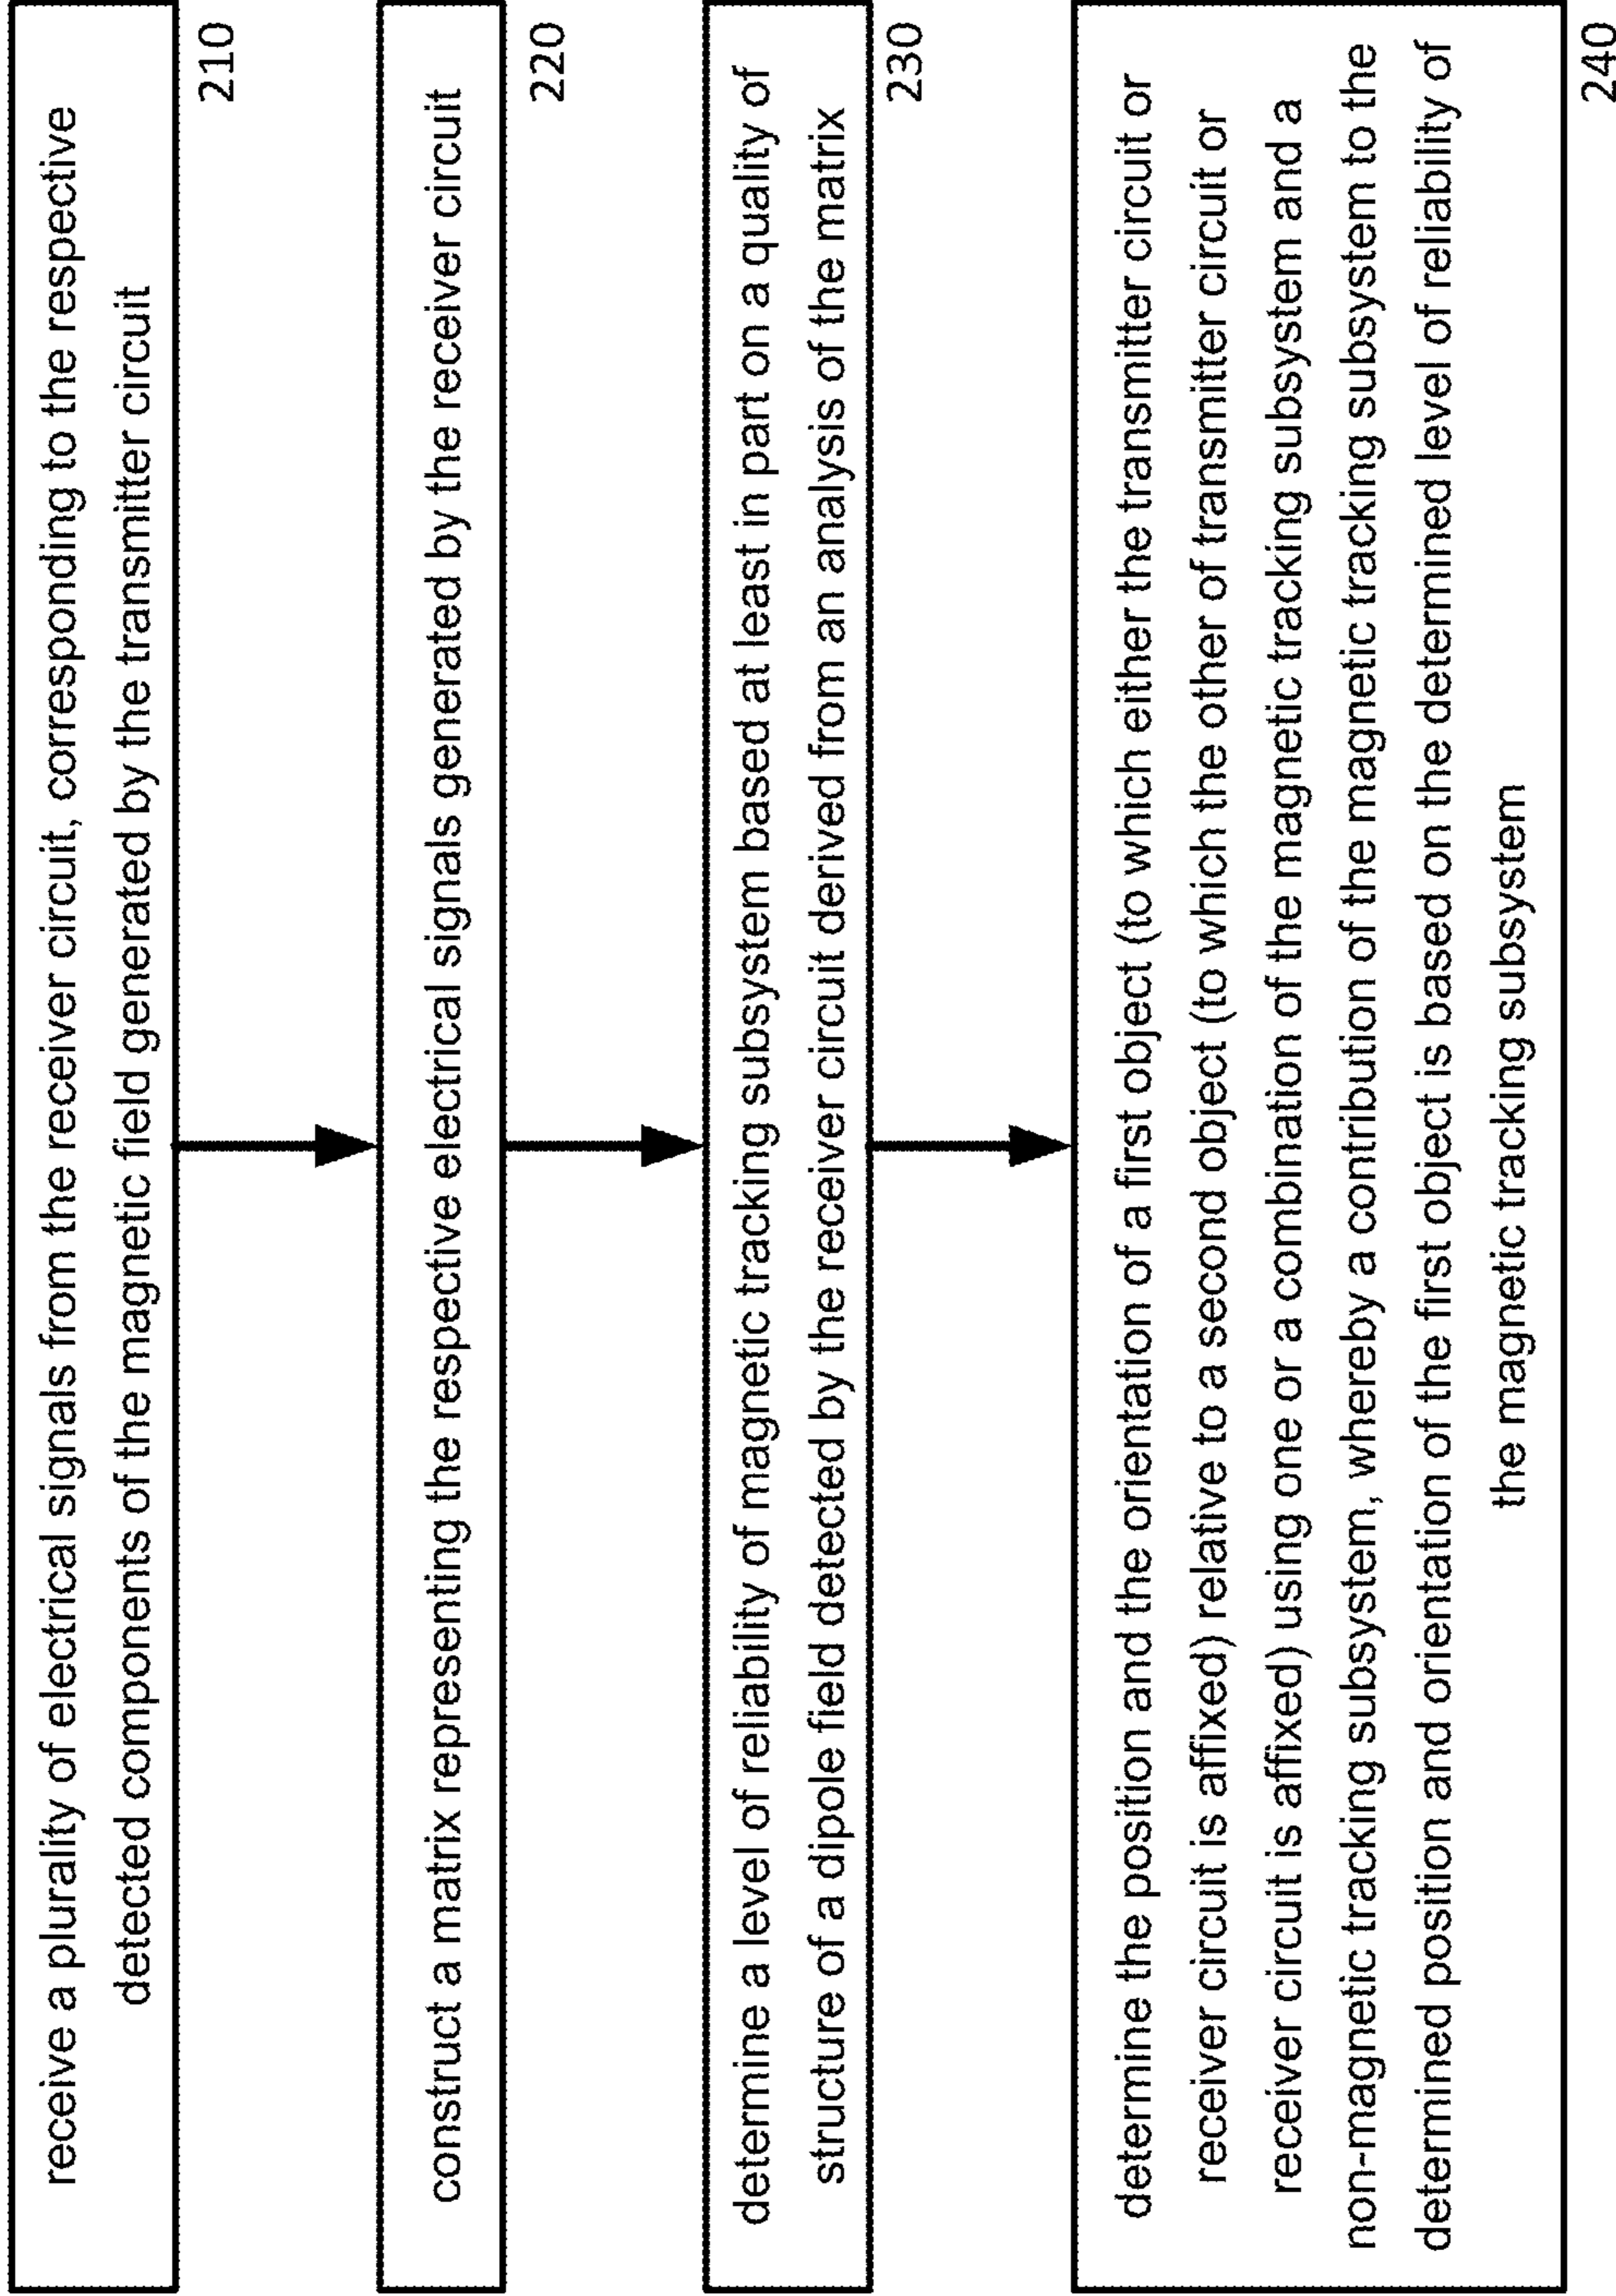 receive a plurality of electrical signals from the receiver circuit, corresponding to the respective
detected components of the magnetic field generated by the transmitter circuit
210
construct a matrix representing the respective electrical signals generated by the receiver circuit
220
determine a level of reliability of magnetic tracking subsystem based at least in part on a quality of
structure of a dipole field detected by the receiver circuit derived from an analysis of the matrix
230
determine the position and the orientation of a first object (to which either the transmitter circuit or
receiver circuit is affixed) relative to a second object (to which the other of transmitter circuit or
receiver circuit is affixed) using one or a combination of the magnetic tracking subsystem and a
non-magnetic tracking subsystem, whereby a contribution of the magnetic tracking subsystem to the
determined position and orientation of the first object is based on the determined level of reliability of
the magnetic tracking subsystem
240